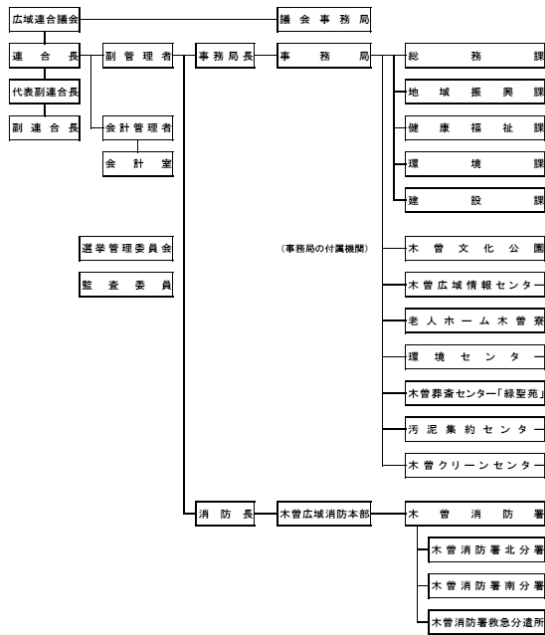 広域連合議会 議会事務局
連合長 副管理者 事務局長 事務局 総務課
代表副連合長 地域振興課
副連合長 会計管理者 健康福祉課
会計室 環境課
建設課
選挙管理委員会 (事務局の付属機関) 木曽文化公園
監査委員 木曽広域情報センター
老人ホーム木曽寮
環境センター
木曽葬斎センター「緑聖苑」
汚泥集約センター
木曽クリーンセンター
消防長 木曽広域消防本部 木曽消防署
木曽消防署北分署
木曽消防署南分署
木曽消防署救急分遣所